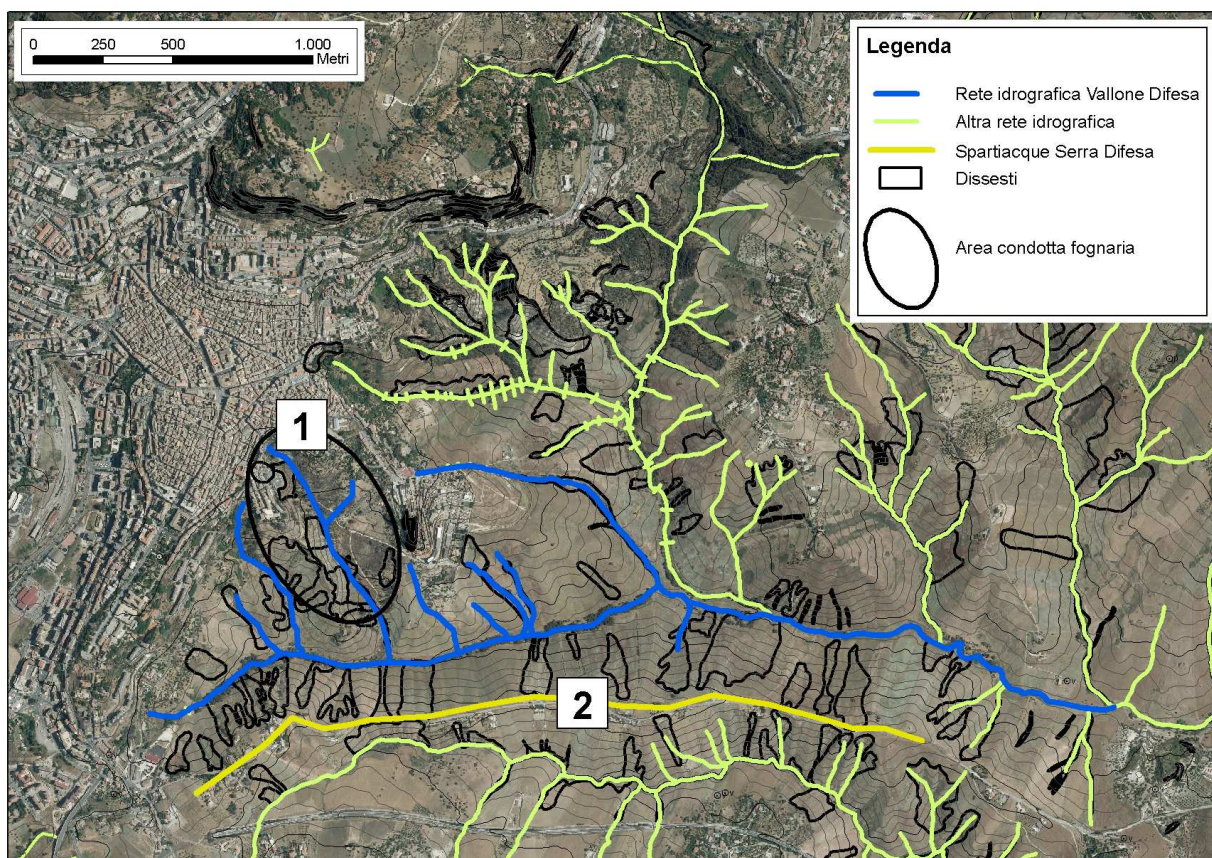 0 250 500 1.000
Metri
Legenda
Rete idrografica Vallone Difesa
Altra rete idrografica
Spartiacque Serra Difesa
Dissesti
Area condotta fognaria
1
2